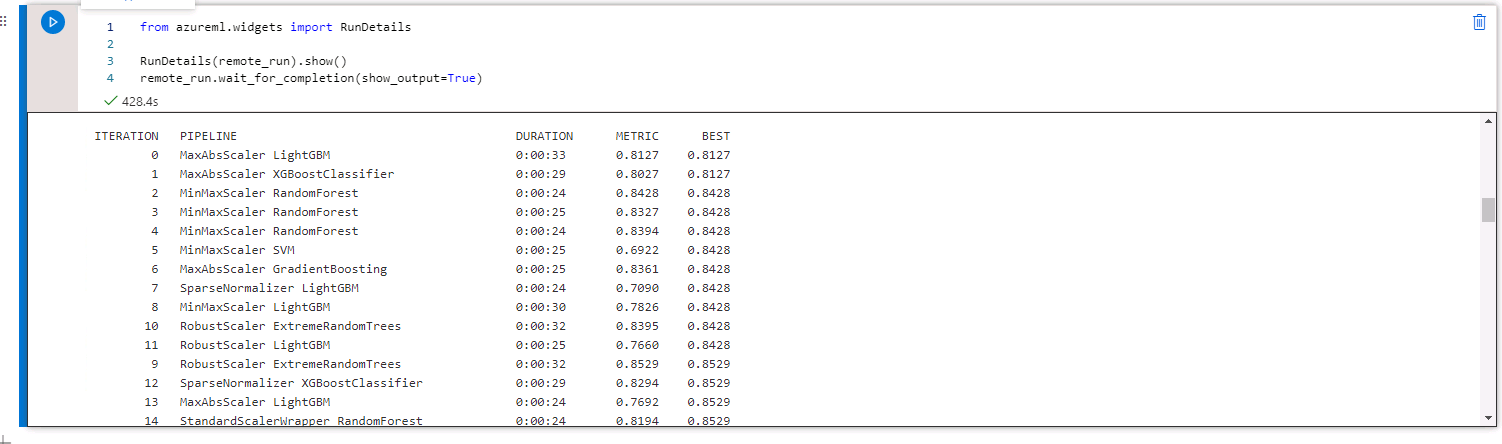 1 from azureml.widgets import RunDetails
2
3 RunDetails(remote_run).show()
4 remote_run.wait_for_completion(show_output=True)
428.4s
ITERATION PIPELINE DURATION METRIC BEST
0 MaxAbsScaler LightGBM 0:00:33 0.8127 0.8127
1 MaxAbsScaler XGBoostClassifier 0:00:29 0.8027 0.8127
2 MinMaxScaler RandomForest 0:00:24 0.8428 0.8428
3 MinMaxScaler RandomForest 0:00:25 0.8327 0.8428
4 MinMaxScaler RandomForest 0:00:24 0.8394 0.8428
5 MinMaxScaler SVM 0:00:25 0.6922 0.8428
6 MaxAbsScaler GradientBoosting 0:00:25 0.8361 0.8428
7 SparseNormalizer LightGBM 0:00:24 0.7090 0.8428
8 MinMaxScaler LightGBM 0:00:30 0.7826 0.8428
10 RobustScaler ExtremeRandomTrees 0:00:32 0.8395 0.8428
11 RobustScaler LightGBM 0:00:25 0.7660 0.8428
9 RobustScaler ExtremeRandomTrees 0:00:32 0.8529 0.8529
12 SparseNormalizer XGBoostClassifier 0:00:29 0.8294 0.8529
13 MaxAbsScaler LightGBM 0:00:24 0.7692 0.8529
14 StandardScalerWrapper RandomForest 0:00:24 0.8194 0.8529